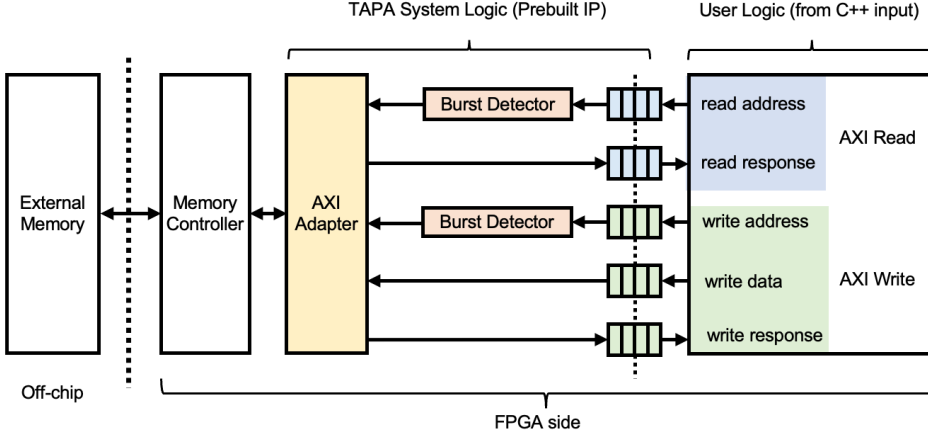 TAPA System Logic (Prebuilt IP)
User Logic (from C++ input)
External
Memory
Memory
Controller
AXI
Adapter
Burst Detector
Burst Detector
read address
read response
AXI Read
write address
write data
write response
AXI Write
Off-chip
FPGA side